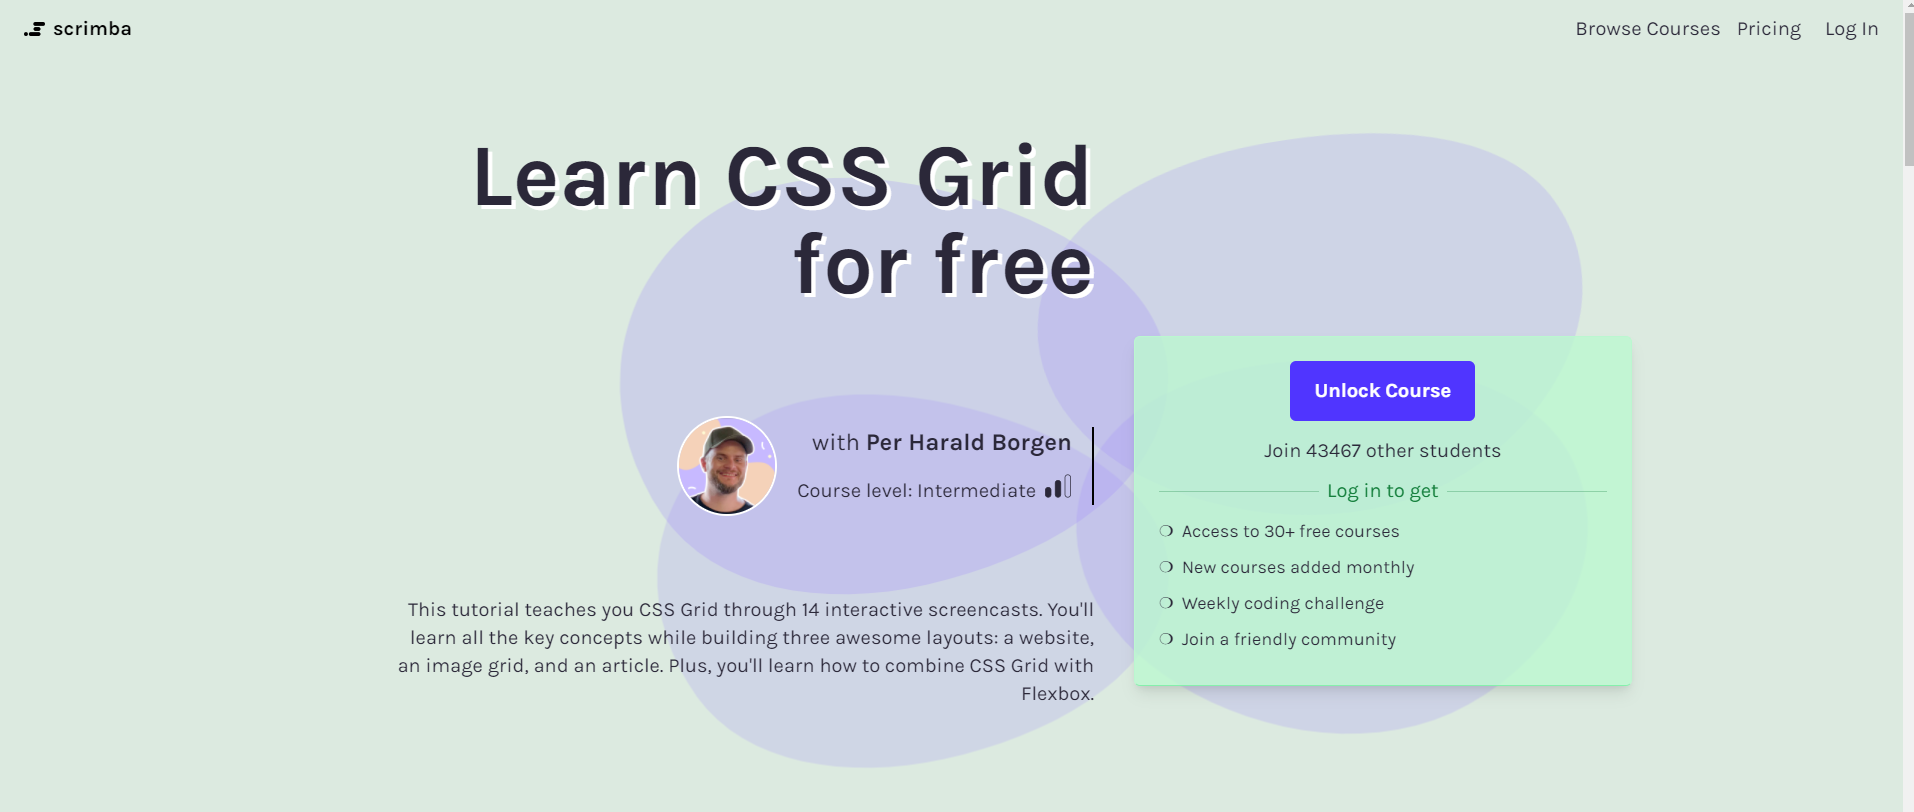 scrimba
Browse Courses
Pricing
Log In
Learn CSS Grid
for free
with Per Harald Borgen
Course level: Intermediate
This tutorial teaches you CSS Grid through 14 interactive screencasts. You'll
learn all the key concepts while building three awesome layouts: a website,
an image grid, and an article. Plus, you'll learn how to combine CSS Grid with
Flexbox.
Unlock Course
Join 43467 other students
Log in to get
❍ Access to 30+ free courses
❍ New courses added monthly
❍ Weekly coding challenge
❍ Join a friendly community